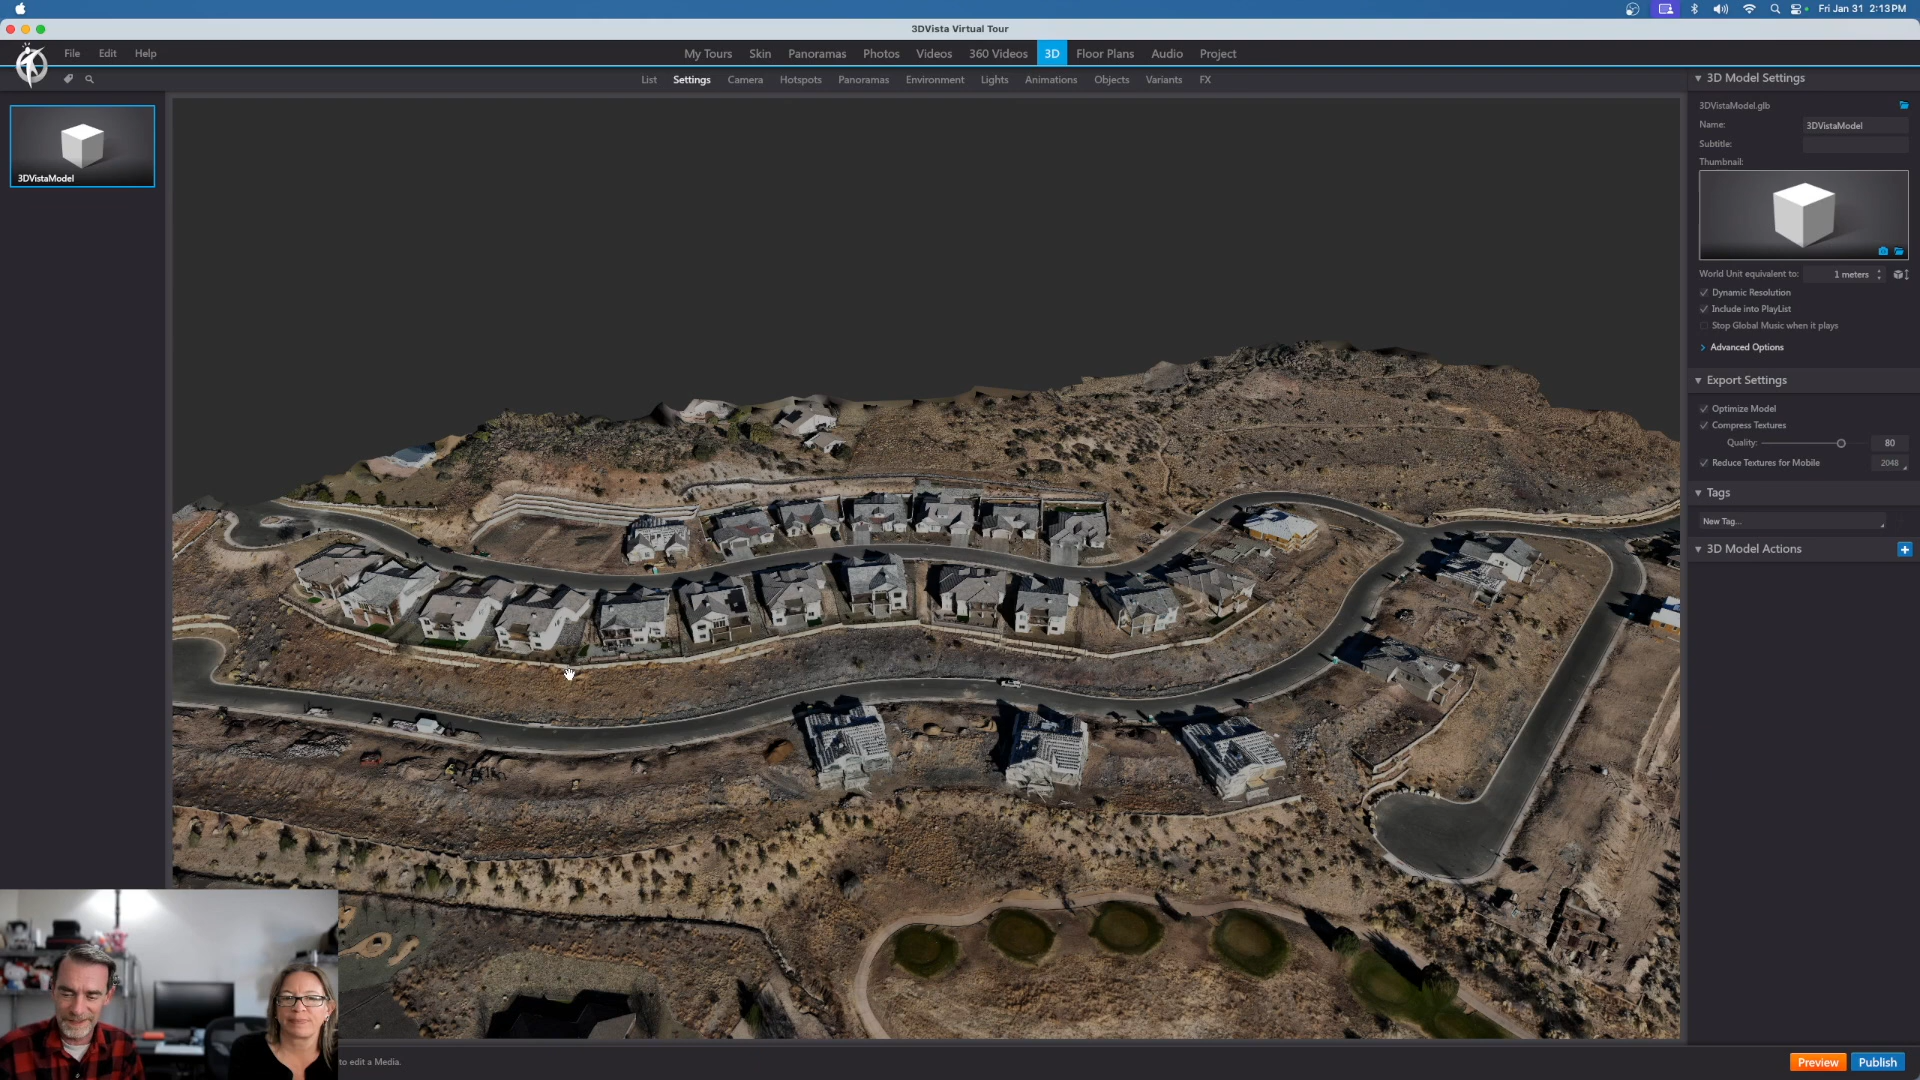 Fri Jan 31 2:13PM
3DVista Virtual Tour
File Edit Help
My Tours Skin Panoramas Photos Videos 360 Videos 3D Floor Plans Audio Project
List Settings Camera Hotspots Panoramas Environment Lights Animations Objects Variants FX
3DVistaModel
3D Model Settings
3DVistaModel.glb
Name: 3DVistaModel
Subtitle:
Thumbnail:
World Unit equivalent to: 1 meters
Dynamic Resolution
Include into PlayList
Stop Global Music when it plays
Advanced Options
Export Settings
Optimize Model
Compress Textures
Quality: 80
Reduce Textures for Mobile 2048
Tags
New Tag...
3D Model Actions
to edit a Media.
Preview Publish